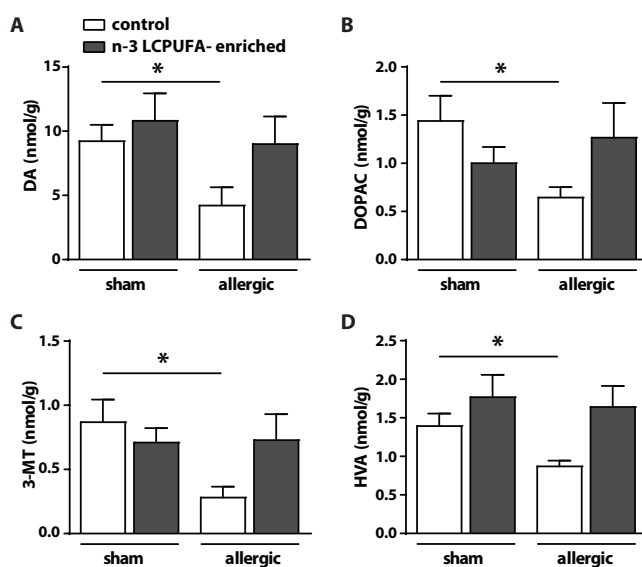 control
n-3 LCPUFA- enriched
A
DA (nmol/g)
15
10
5
0
*
sham
allergic
B
DOPAC (nmol/g)
2.0
1.5
1.0
0.5
0.0
*
sham
allergic
C
3-MT (nmol/g)
1.5
1.0
0.5
0.0
*
sham
allergic
D
HVA (nmol/g)
2.5
2.0
1.5
1.0
0.5
0.0
*
sham
allergic